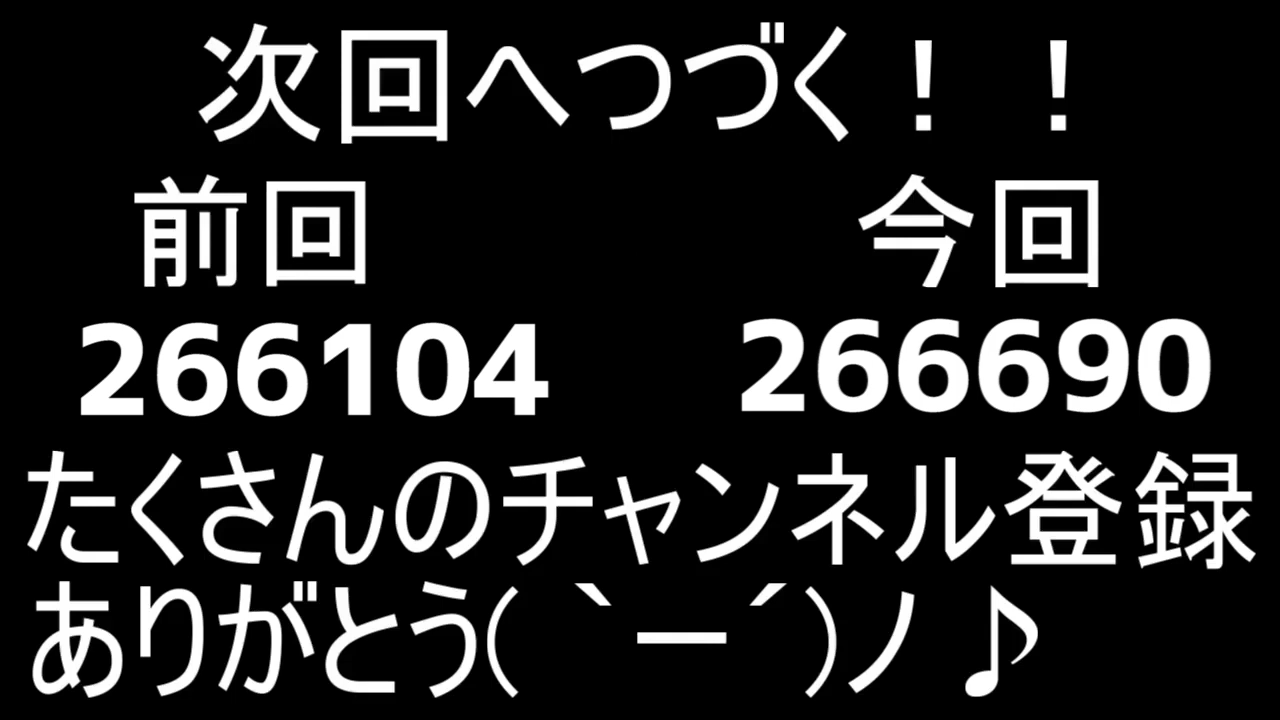 次回へつづく！！
前回 今回
266104 266690
たくさんのチャンネル登録
ありがとう(｀ー´)ノ♪